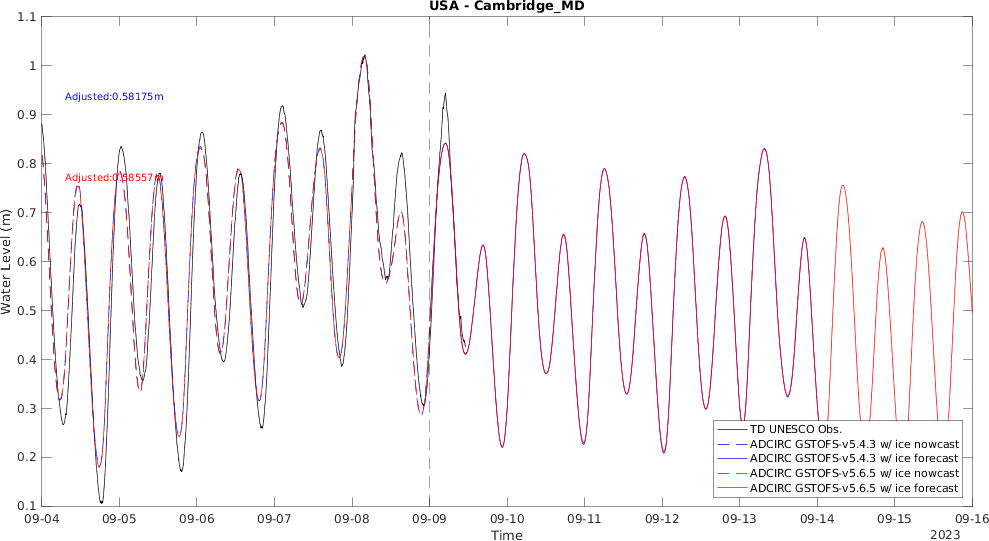 USA - Cambridge_MD
1.1
1
0.9
0.8
0.7
0.6
0.5
0.4
0.3
0.2
0.1
Water Level (m)
Adjusted:0.58175m
Adjusted:0.58557m
TD UNESCO Obs.
ADCIRC GSTOFS-v5.4.3 w/ ice nowcast
ADCIRC GSTOFS-v5.4.3 w/ ice forecast
ADCIRC GSTOFS-v5.6.5 w/ ice nowcast
ADCIRC GSTOFS-v5.6.5 w/ ice forecast
09-04 09-05 09-06 09-07 09-08 09-09 09-10 09-11 09-12 09-13 09-14 09-15 09-16
Time
2023